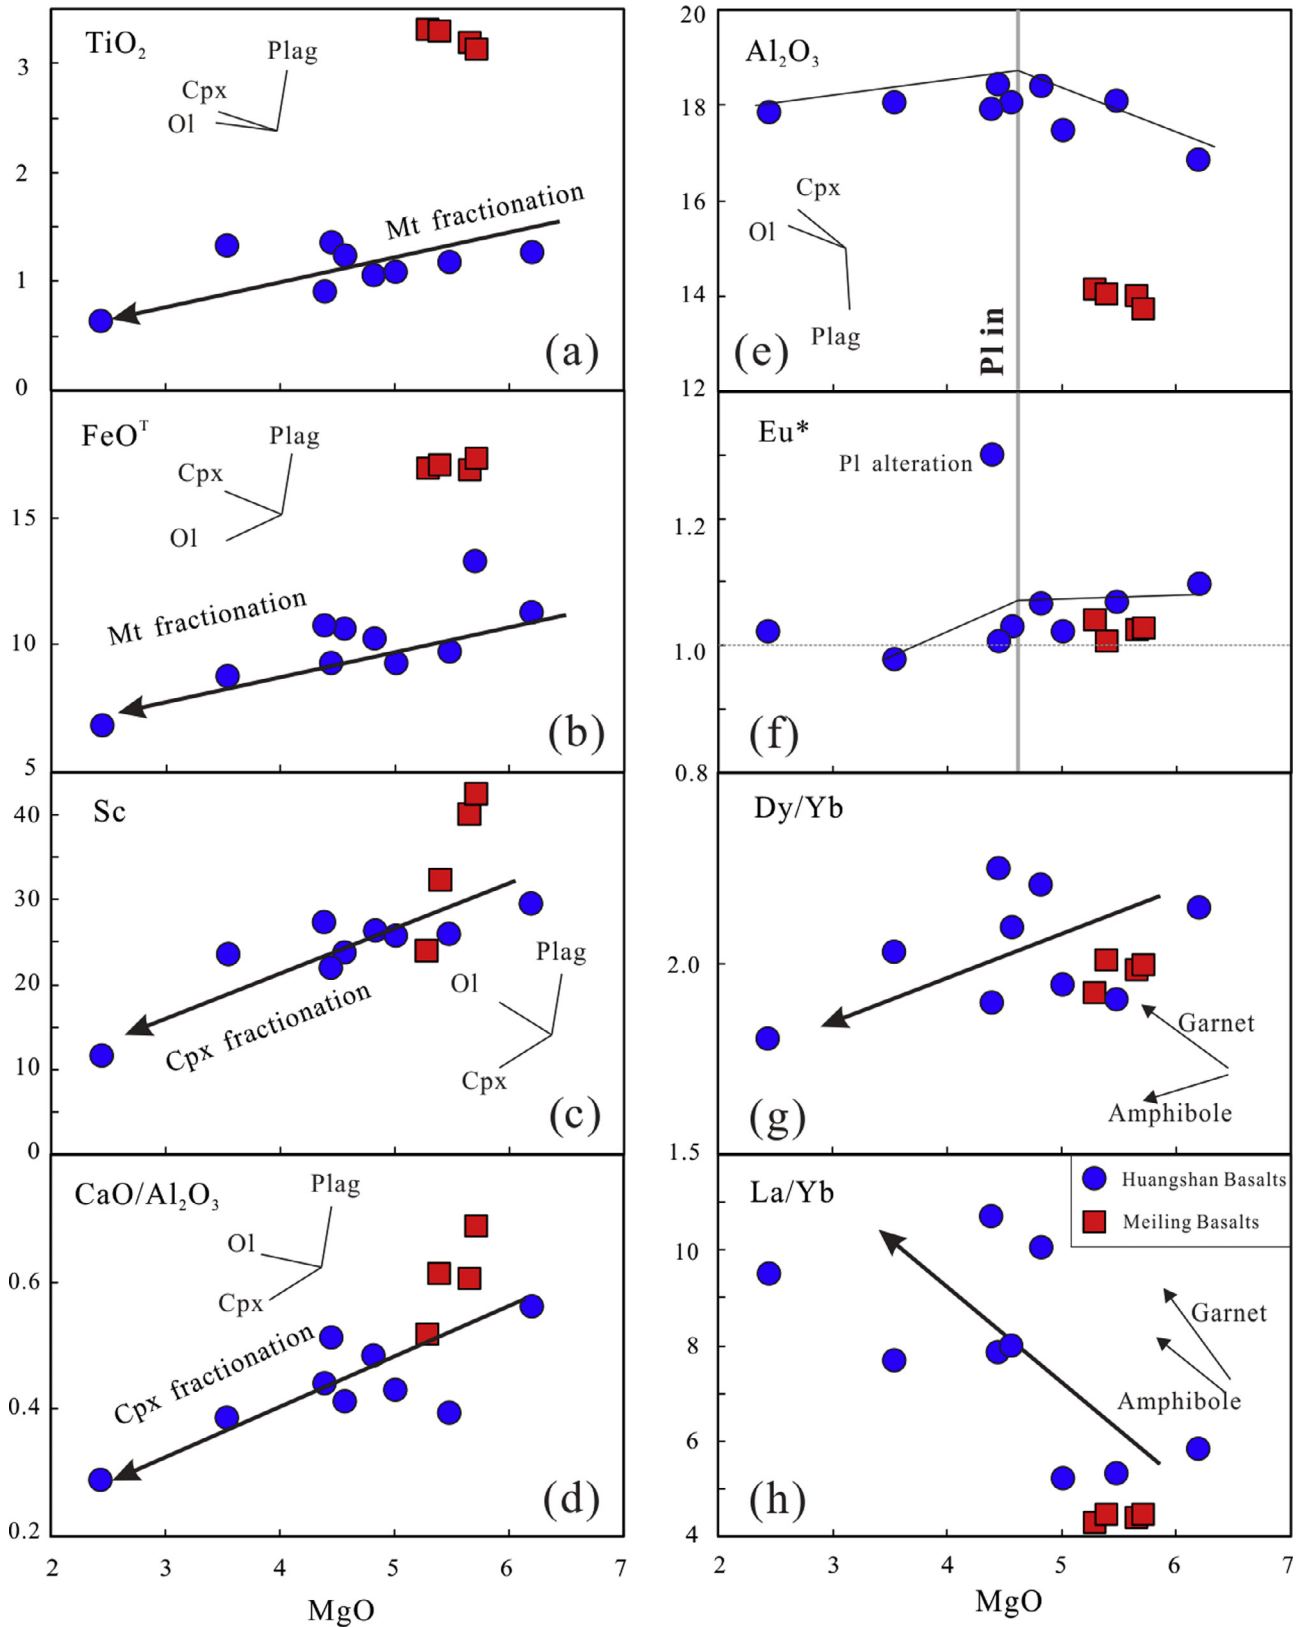 TiO₂
Plag
Cpx
Ol
Mt fractionation
(a)
3
2
1
0
FeOᵀ
Plag
Cpx
Ol
Mt fractionation
(b)
15
10
5
Sc
Plag
Ol
Cpx
Cpx fractionation
(c)
40
30
20
10
0
CaO/Al₂O₃
Plag
Ol
Cpx
Cpx fractionation
(d)
0.6
0.4
0.2
2 3 4 5 6 7
MgO
20
18
16
14
12
Al₂O₃
Cpx
Ol
Plag
Pl in
(e)
Eu*
Pl alteration
1.2
1.0
0.8
(f)
Dy/Yb
2.0
1.5
Garnet
Amphibole
(g)
La/Yb
Huangshan Basalts
Meiling Basalts
10
8
6
4
Garnet
Amphibole
(h)
2 3 4 5 6 7
MgO